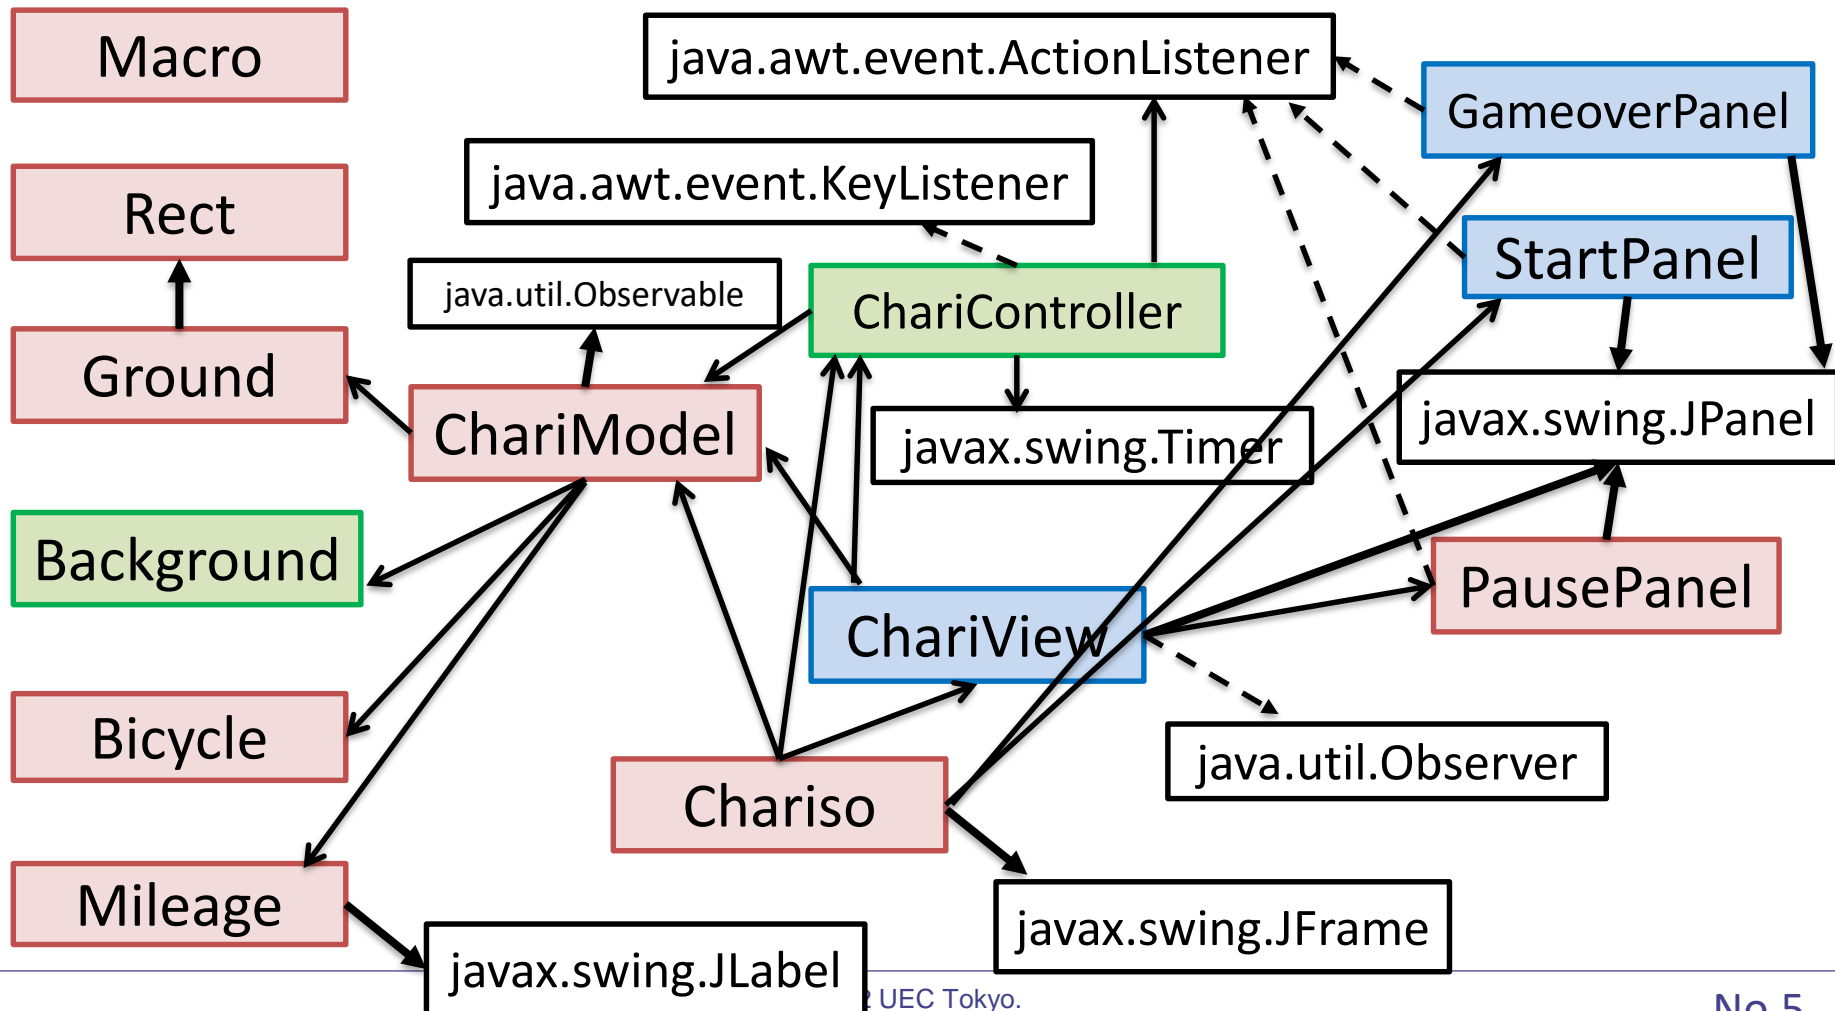 Macro
java.awt.event.ActionListener
GameoverPanel
Rect
java.awt.event.KeyListener
StartPanel
java.util.Observable
ChariController
Ground
ChariModel
javax.swing.Timer
javax.swing.JPanel
Background
PausePanel
ChariView
Bicycle
java.util.Observer
Chariso
Mileage
javax.swing.JFrame
javax.swing.JLabel
UEC Tokyo.
No.5